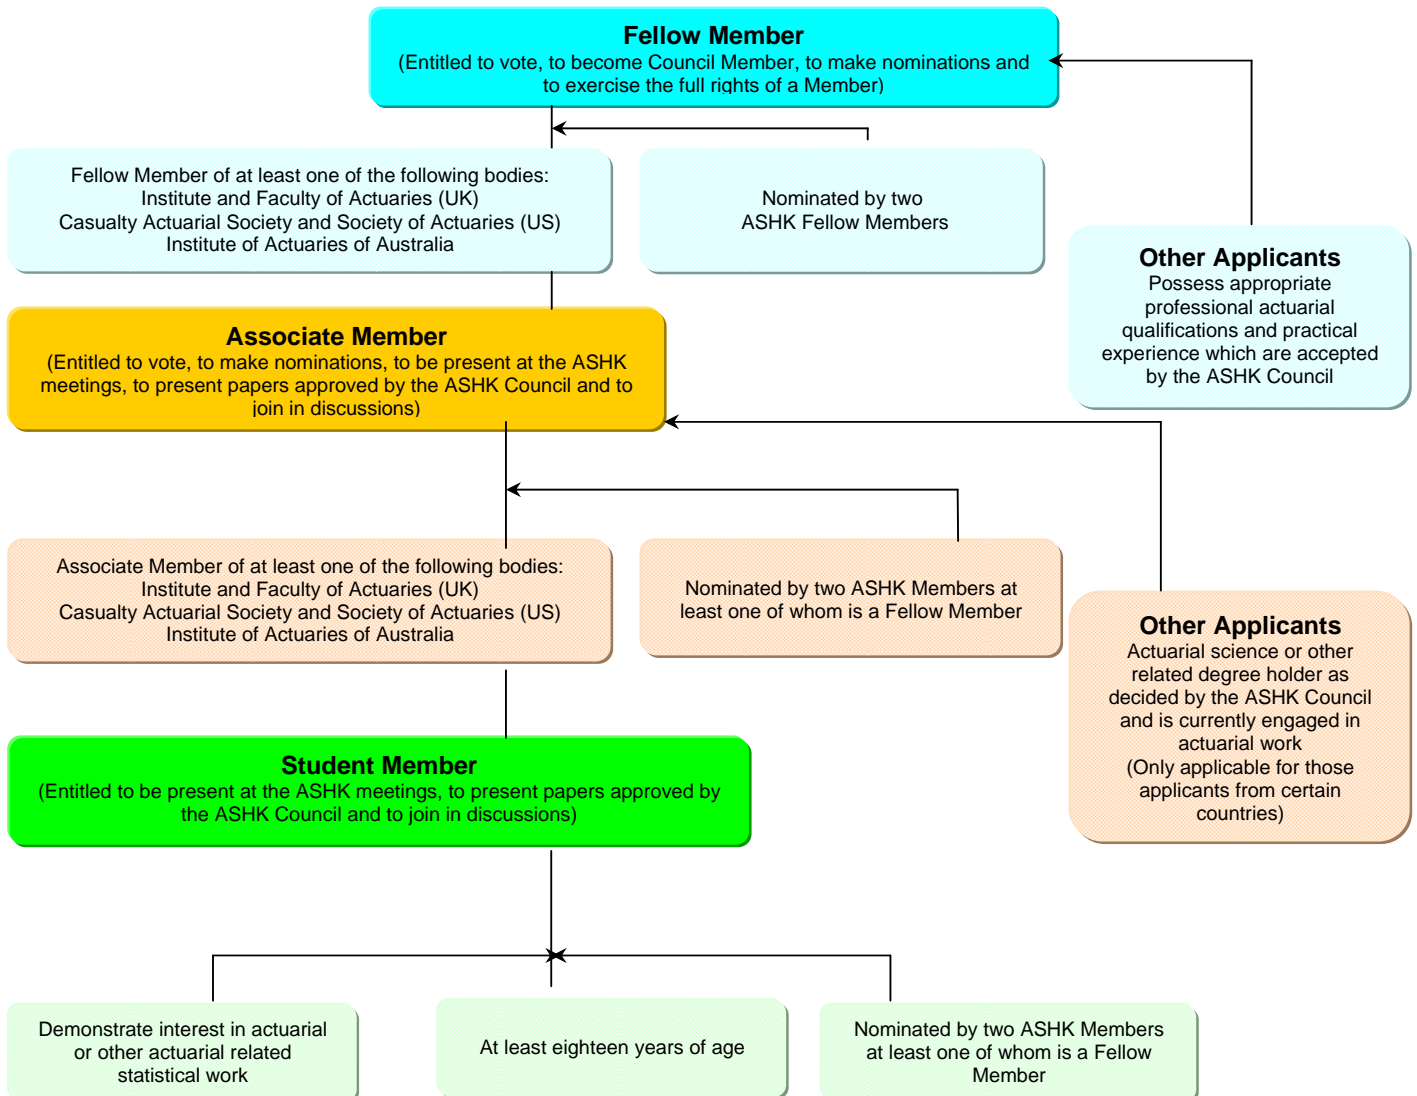 Fellow Member
(Entitled to vote, to become Council Member, to make nominations and
to exercise the full rights of a Member)
Fellow Member of at least one of the following bodies:
Institute and Faculty of Actuaries (UK)
Casualty Actuarial Society and Society of Actuaries (US)
Institute of Actuaries of Australia
Nominated by two
ASHK Fellow Members
Other Applicants
Possess appropriate
professional actuarial
qualifications and practical
experience which are accepted
by the ASHK Council
Associate Member
(Entitled to vote, to make nominations, to be present at the ASHK
meetings, to present papers approved by the ASHK Council and to
join in discussions)
Associate Member of at least one of the following bodies:
Institute and Faculty of Actuaries (UK)
Casualty Actuarial Society and Society of Actuaries (US)
Institute of Actuaries of Australia
Nominated by two ASHK Members at
least one of whom is a Fellow Member
Other Applicants
Actuarial science or other
related degree holder as
decided by the ASHK Council
and is currently engaged in
actuarial work
(Only applicable for those
applicants from certain
countries)
Student Member
(Entitled to be present at the ASHK meetings, to present papers approved by
the ASHK Council and to join in discussions)
Demonstrate interest in actuarial
or other actuarial related
statistical work
At least eighteen years of age
Nominated by two ASHK Members
at least one of whom is a Fellow
Member